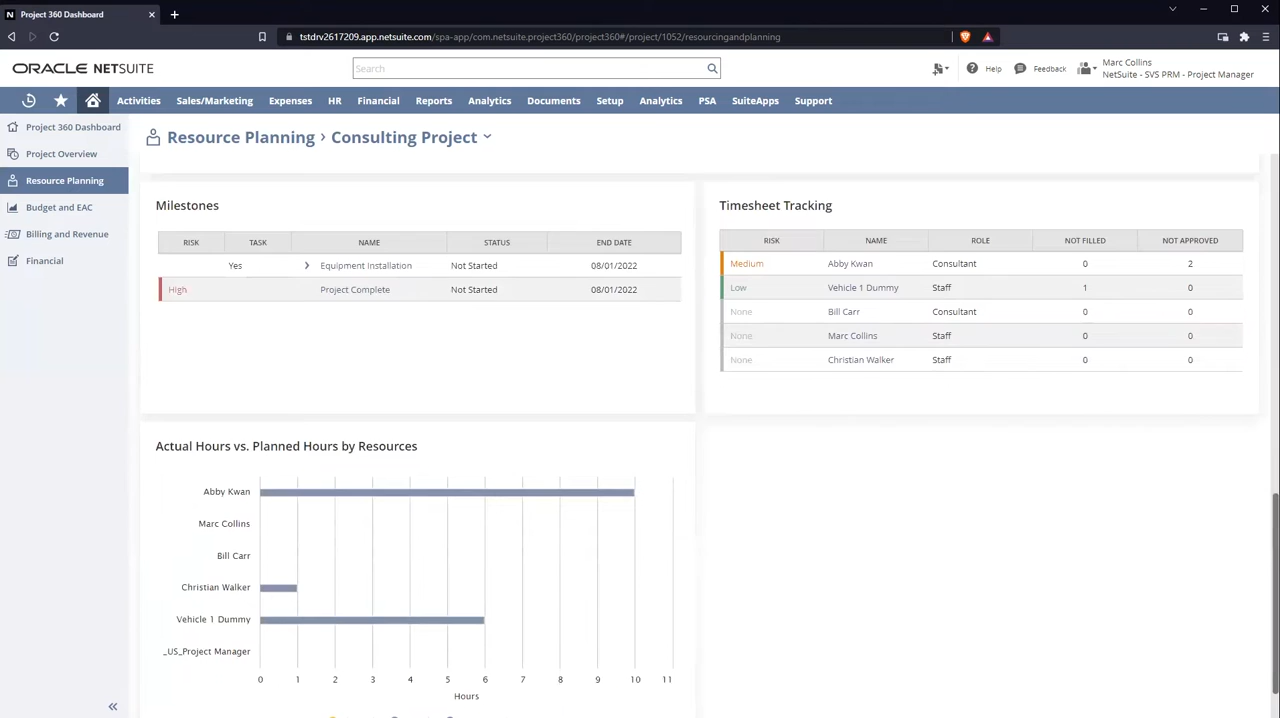 N Project 360 Dashboard
tstdrv2617209.app.netsuite.com/spa-app/com.netsuite.project360/project360#/project/1052/resourcingandplanning
ORACLE NETSUITE
Search
Help
Feedback
Marc Collins
NetSuite - SVS PRM - Project Manager
Activities Sales/Marketing Expenses HR Financial Reports Analytics Documents Setup Analytics PSA SuiteApps Support
Project 360 Dashboard
Project Overview
Resource Planning
Budget and EAC
Billing and Revenue
Financial
Resource Planning › Consulting Project
Milestones
RISK TASK NAME STATUS END DATE
Yes Equipment Installation Not Started 08/01/2022
High Project Complete Not Started 08/01/2022
Timesheet Tracking
RISK NAME ROLE NOT FILLED NOT APPROVED
Medium Abby Kwan Consultant 0 2
Low Vehicle 1 Dummy Staff 1 0
None Bill Carr Consultant 0 0
None Marc Collins Staff 0 0
None Christian Walker Staff 0 0
Actual Hours vs. Planned Hours by Resources
Abby Kwan
Marc Collins
Bill Carr
Christian Walker
Vehicle 1 Dummy
_US_Project Manager
0 1 2 3 4 5 6 7 8 9 10 11
Hours